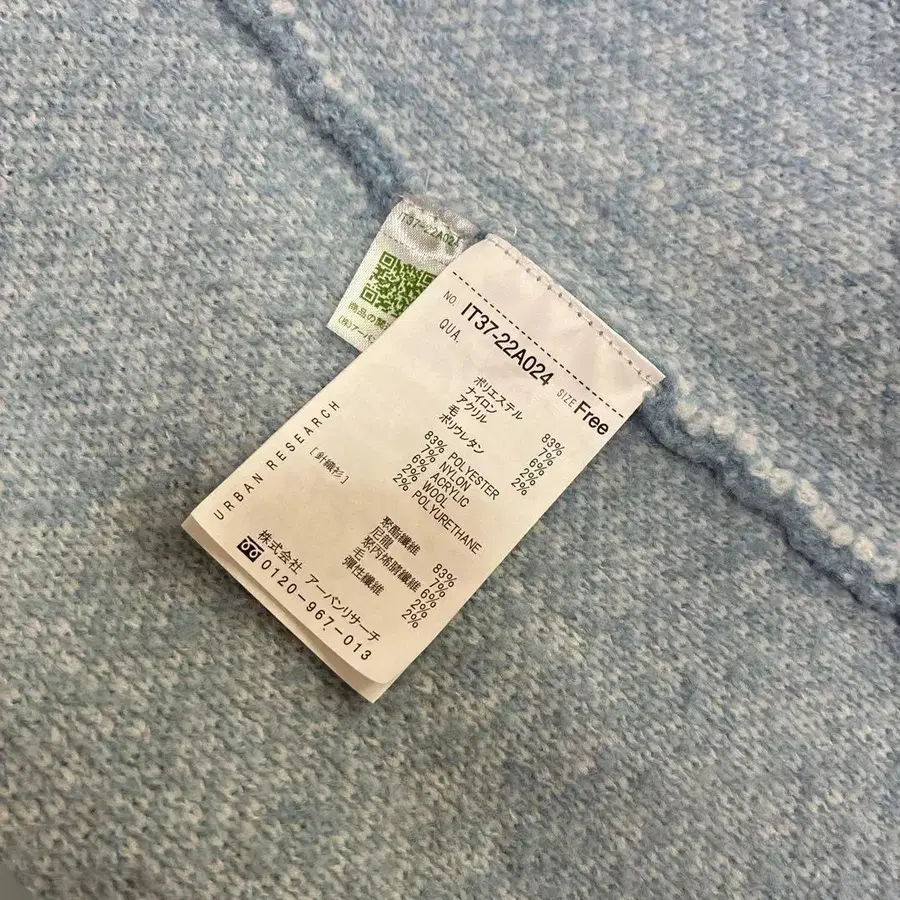 IT37-22A024
商品の
(株)アーバ
NO. IT37-22A024 SIZE Free
QUA.
ポリエステル 83%
ナイロン 7%
アクリル 6%
毛 2%
ポリウレタン 2%
83% POLYESTER
7% NYLON
6% ACRYLIC
2% WOOL
2% POLYURETHANE
聚酯纖維 83%
尼龍 7%
聚丙烯腈纖維 6%
毛 2%
彈性纖維 2%
URBAN RESEARCH
[針織衫]
株式会社 アーバンリサーチ
0120-967-013